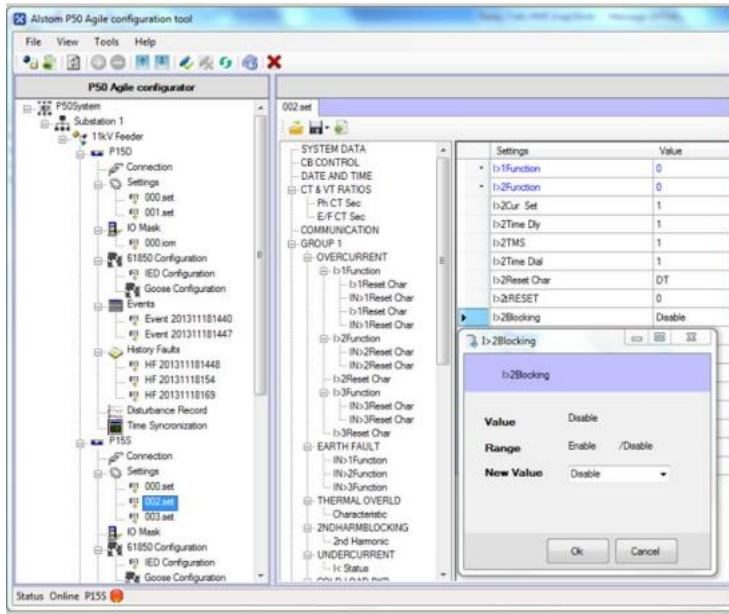 Alstom P50 Agile configuration tool
File View Tools Help
P50 Agile configurator
P50System
Substation 1
11kV Feeder
P15D
Connection
Settings
000.set
001.set
IO Mask
000.iom
61850 Configuration
IED Configuration
Goose Configuration
Events
Event 201311181440
Event 201311181447
History Faults
HF 201311181448
HF 20131118154
HF 20131118169
Disturbance Record
Time Syncronization
P15S
Connection
Settings
000.set
002.set
003.set
IO Mask
61850 Configuration
IED Configuration
Goose Configuration
002.set
SYSTEM DATA
CB CONTROL
DATE AND TIME
CT & VT RATIOS
Ph CT Sec
E/F CT Sec
COMMUNICATION
GROUP 1
OVERCURRENT
I>1Function
I>1Reset Char
IN>1Reset Char
I>1Reset Char
IN>1Reset Char
I>2Function
IN>2Reset Char
IN>2Reset Char
I>2Reset Char
I>3Function
IN>3Reset Char
IN>3Reset Char
I>3Reset Char
EARTH FAULT
IN>1Function
IN>2Function
IN>3Function
THERMAL OVERLD
Characteristic
2NDHARMBLOCKING
2nd Harmonic
UNDERCURRENT
I< Status
COLD LOAD PKP
Settings Value
I>1Function 0
I>2Function 0
I>2Cur Set 1
I>2Time Dly 1
I>2TMS 1
I>2Time Dial 1
I>2Reset Char DT
I>2tRESET 0
I>2Blocking Disable
I>2Blocking
I>2Blocking
Value Disable
Range Enable /Disable
New Value Disable
Ok Cancel
Status Online P15S